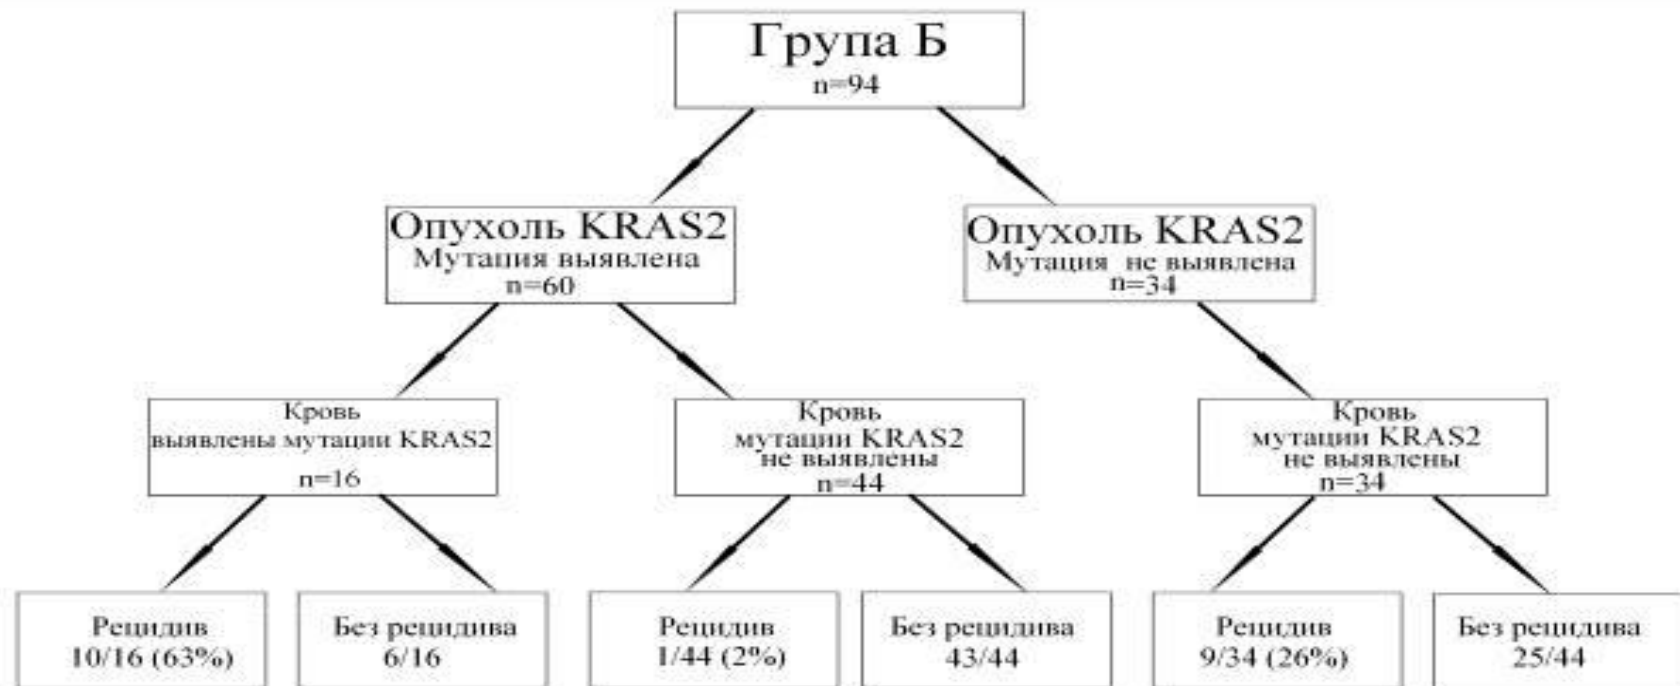 Група Б
n=94
Опухоль KRAS2
Мутация выявлена
n=60
Опухоль KRAS2
Мутация не выявлена
n=34
Кровь
выявлены мутации KRAS2
n=16
Кровь
мутации KRAS2
не выявлены
n=44
Кровь
мутации KRAS2
не выявлены
n=34
Рецидив
10/16 (63%)
Без рецидива
6/16
Рецидив
1/44 (2%)
Без рецидива
43/44
Рецидив
9/34 (26%)
Без рецидива
25/44